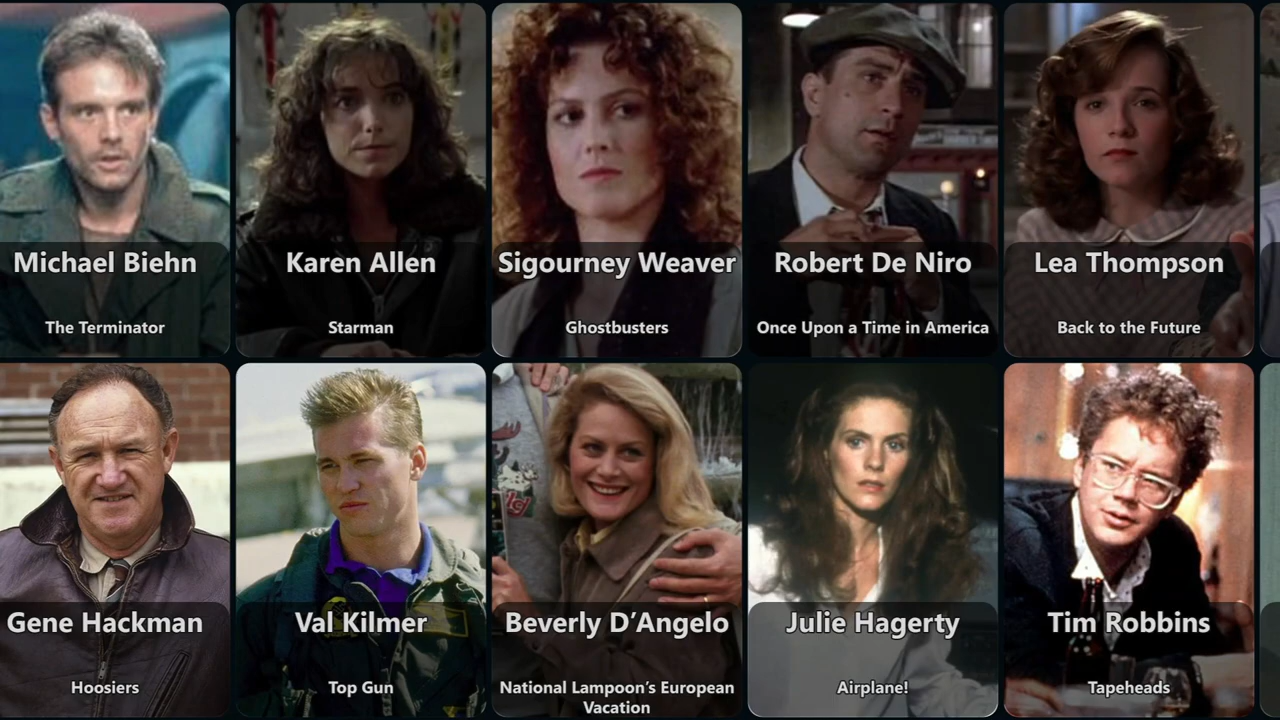 Michael Biehn
The Terminator
Karen Allen
Starman
Sigourney Weaver
Ghostbusters
Robert De Niro
Once Upon a Time in America
Lea Thompson
Back to the Future
Gene Hackman
Hoosiers
Val Kilmer
Top Gun
Beverly D’Angelo
National Lampoon’s European
Vacation
Julie Hagerty
Airplane!
Tim Robbins
Tapeheads